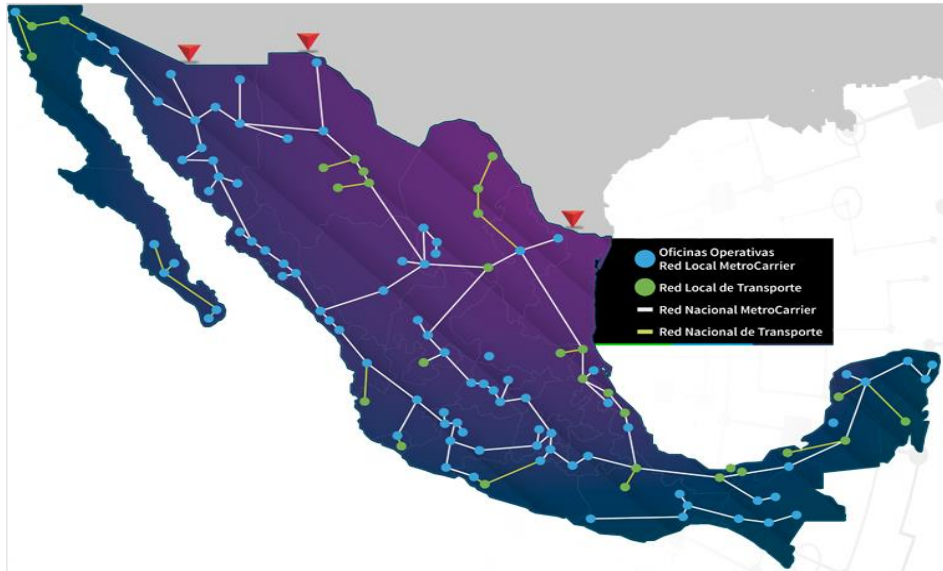 Oficinas Operativas
Red Local MetroCarrier
Red Local de Transporte
Red Nacional MetroCarrier
Red Nacional de Transporte